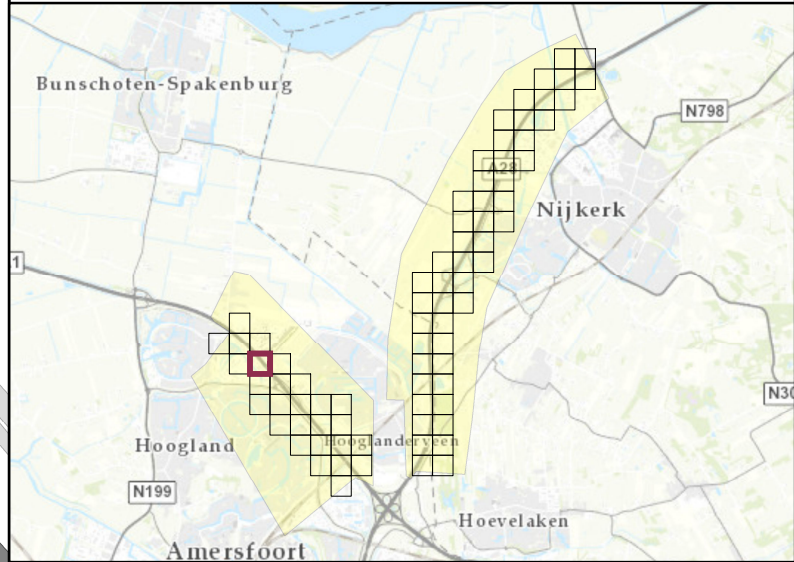 Bunschoten-Spakenburg
N798
A28
Nijkerk
1
N30
Hoogland
Hooglanderveen
N199
Hoevelaken
Amersfoort